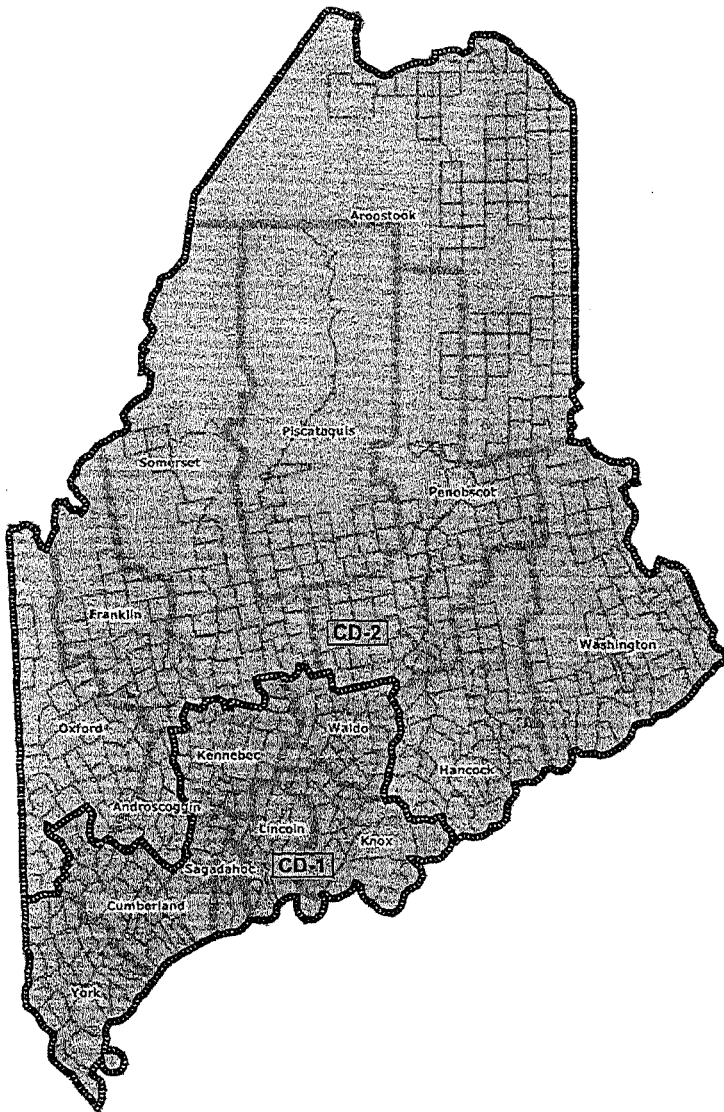 Aroostook
Piscataquis
Somerset
Penobscot
Franklin
CD-2
Washington
Oxford
Waldo
Kennebec
Hancock
Androscoggin
Lincoln
Knox
Sagadahoc
CD-1
Cumberland
York